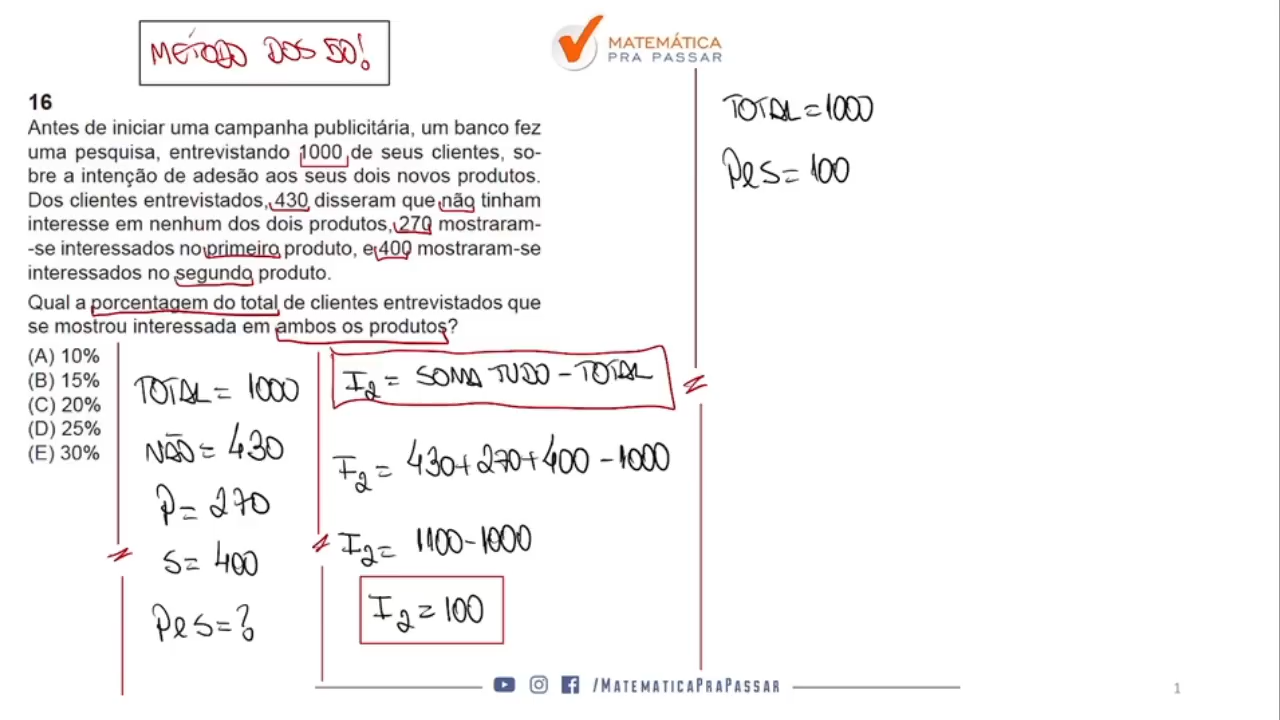 MÉTODO DOS 50!
MATEMÁTICA
PRA PASSAR
16
Antes de iniciar uma campanha publicitária, um banco fez
uma pesquisa, entrevistando 1000 de seus clientes, so-
bre a intenção de adesão aos seus dois novos produtos.
Dos clientes entrevistados, 430 disseram que não tinham
interesse em nenhum dos dois produtos, 270 mostraram-
-se interessados no primeiro produto, e 400 mostraram-se
interessados no segundo produto.
Qual a porcentagem do total de clientes entrevistados que
se mostrou interessada em ambos os produtos?
(A) 10%
(B) 15%
(C) 20%
(D) 25%
(E) 30%
TOTAL = 1000
NÃO = 430
P = 270
S = 400
P e S = ?
I2 = SOMA TUDO - TOTAL
I2 = 430+270+400-1000
I2 = 1100-1000
I2 = 100
TOTAL = 1000
P e S = 100
/MATEMATICAPRAPASSAR
1